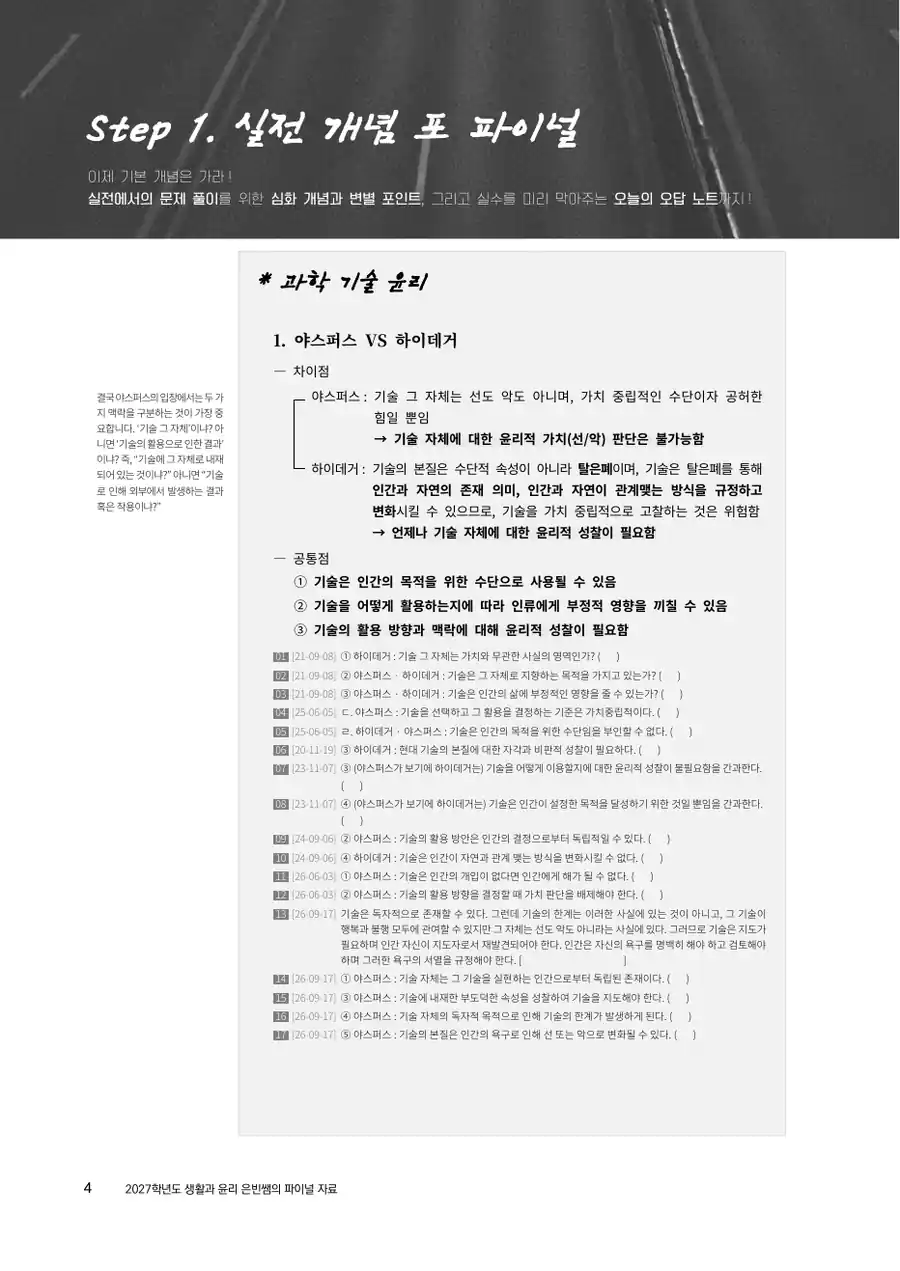 Step 1. 실전 개념 포 파이널
이제 기본 개념은 가라!
실전에서의 문제 풀이를 위한 심화 개념과 변별 포인트, 그리고 실수를 미리 막아주는 오늘의 오답 노트까지!
* 과학 기술 윤리
1. 야스퍼스 VS 하이데거
— 차이점
야스퍼스 : 기술 그 자체는 선도 악도 아니며, 가치 중립적인 수단이자 공허한
힘일 뿐임
→ 기술 자체에 대한 윤리적 가치(선/악) 판단은 불가능함
하이데거 : 기술의 본질은 수단적 속성이 아니라 탈은폐이며, 기술은 탈은폐를 통해
인간과 자연의 존재 의미, 인간과 자연이 관계맺는 방식을 규정하고
변화시킬 수 있으므로, 기술을 가치 중립적으로 고찰하는 것은 위험함
→ 언제나 기술 자체에 대한 윤리적 성찰이 필요함
결국 야스퍼스의 입장에서는 두 가
지 맥락을 구분하는 것이 가장 중
요합니다. ‘기술 그 자체’이냐? 아
니면 ‘기술의 활용으로 인한 결과’
이냐? 즉, “기술에 그 자체로 내재
되어 있는 것이냐?” 아니면 “기술
로 인해 외부에서 발생하는 결과
혹은 작용이냐?”
— 공통점
① 기술은 인간의 목적을 위한 수단으로 사용될 수 있음
② 기술을 어떻게 활용하는지에 따라 인류에게 부정적 영향을 끼칠 수 있음
③ 기술의 활용 방향과 맥락에 대해 윤리적 성찰이 필요함
01 [21-09-08] ① 하이데거 : 기술 그 자체는 가치와 무관한 사실의 영역인가? ( )
02 [21-09-08] ② 야스퍼스 · 하이데거 : 기술은 그 자체로 지향하는 목적을 가지고 있는가? ( )
03 [21-09-08] ③ 야스퍼스 · 하이데거 : 기술은 인간의 삶에 부정적인 영향을 줄 수 있는가? ( )
04 [25-06-05] ㄷ. 야스퍼스 : 기술을 선택하고 그 활용을 결정하는 기준은 가치중립적이다. ( )
05 [25-06-05] ㄹ. 하이데거 · 야스퍼스 : 기술은 인간의 목적을 위한 수단임을 부인할 수 없다. ( )
06 [20-11-19] ③ 하이데거 : 현대 기술의 본질에 대한 자각과 비판적 성찰이 필요하다. ( )
07 [23-11-07] ③ (야스퍼스가 보기에 하이데거는) 기술을 어떻게 이용할지에 대한 윤리적 성찰이 불필요함을 간과한다.
( )
08 [23-11-07] ④ (야스퍼스가 보기에 하이데거는) 기술은 인간이 설정한 목적을 달성하기 위한 것일 뿐임을 간과한다.
( )
09 [24-09-06] ② 야스퍼스 : 기술의 활용 방안은 인간의 결정으로부터 독립적일 수 있다. ( )
10 [24-09-06] ④ 하이데거 : 기술은 인간이 자연과 관계 맺는 방식을 변화시킬 수 없다. ( )
11 [26-06-03] ① 야스퍼스 : 기술은 인간의 개입이 없다면 인간에게 해가 될 수 없다. ( )
12 [26-06-03] ② 야스퍼스 : 기술의 활용 방향을 결정할 때 가치 판단을 배제해야 한다. ( )
13 [26-09-17] 기술은 독자적으로 존재할 수 있다. 그런데 기술의 한계는 이러한 사실에 있는 것이 아니고, 그 기술이
행복과 불행 모두에 관여할 수 있지만 그 자체는 선도 악도 아니라는 사실에 있다. 그러므로 기술은 지도가
필요하며 인간 자신이 지도자로서 재발견되어야 한다. 인간은 자신의 욕구를 명백히 해야 하고 검토해야
하며 그러한 욕구의 서열을 규정해야 한다. [ ]
14 [26-09-17] ① 야스퍼스 : 기술 자체는 그 기술을 실현하는 인간으로부터 독립된 존재이다. ( )
15 [26-09-17] ③ 야스퍼스 : 기술에 내재한 부도덕한 속성을 성찰하여 기술을 지도해야 한다. ( )
16 [26-09-17] ④ 야스퍼스 : 기술 자체의 독자적 목적으로 인해 기술의 한계가 발생하게 된다. ( )
17 [26-09-17] ⑤ 야스퍼스 : 기술의 본질은 인간의 욕구로 인해 선 또는 악으로 변화될 수 있다. ( )
4 2027학년도 생활과 윤리 은빈쌤의 파이널 자료